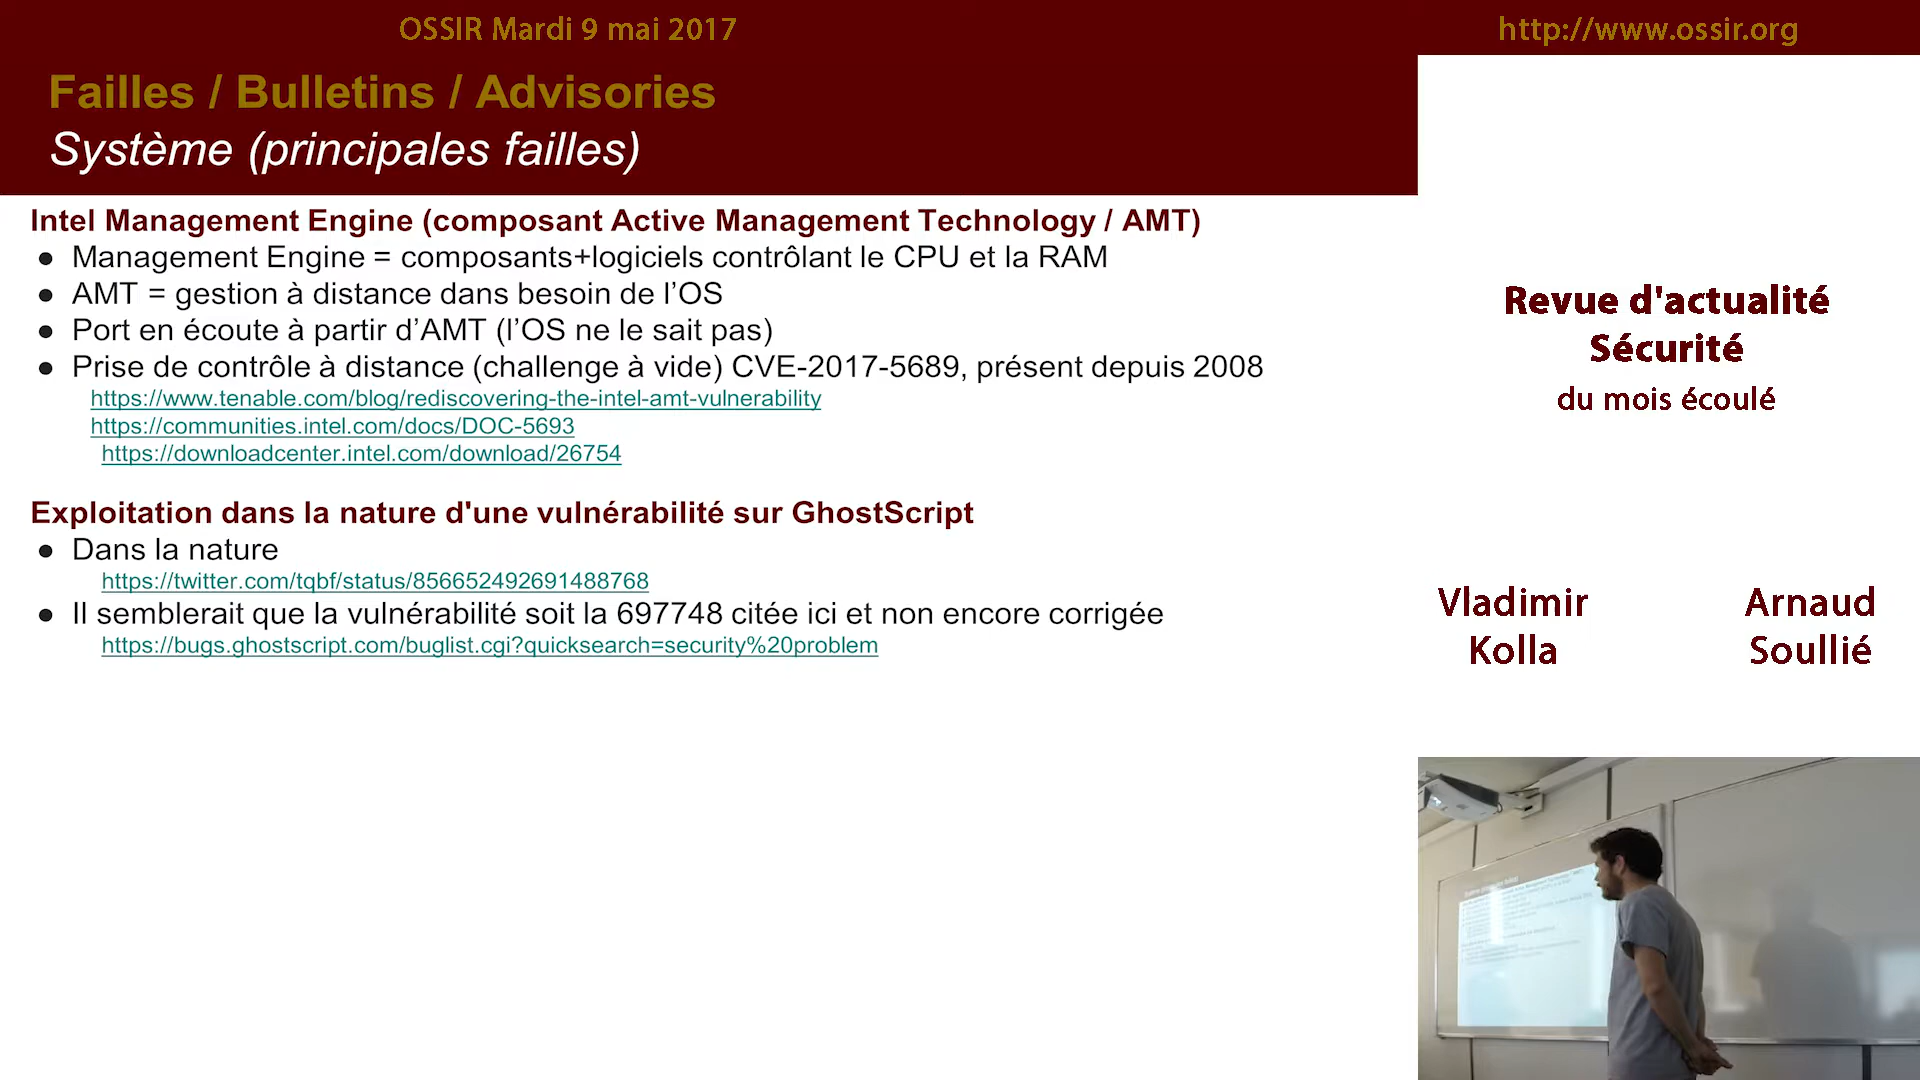 OSSIR Mardi 9 mai 2017
http://www.ossir.org
Failles / Bulletins / Advisories
Système (principales failles)
Intel Management Engine (composant Active Management Technology / AMT)
● Management Engine = composants+logiciels contrôlant le CPU et la RAM
● AMT = gestion à distance dans besoin de l’OS
● Port en écoute à partir d’AMT (l’OS ne le sait pas)
● Prise de contrôle à distance (challenge à vide) CVE-2017-5689, présent depuis 2008
https://www.tenable.com/blog/rediscovering-the-intel-amt-vulnerability
https://communities.intel.com/docs/DOC-5693
https://downloadcenter.intel.com/download/26754
Exploitation dans la nature d'une vulnérabilité sur GhostScript
● Dans la nature
https://twitter.com/tqbf/status/856652492691488768
● Il semblerait que la vulnérabilité soit la 697748 citée ici et non encore corrigée
https://bugs.ghostscript.com/buglist.cgi?quicksearch=security%20problem
Revue d'actualité
Sécurité
du mois écoulé
Vladimir
Kolla
Arnaud
Soullié